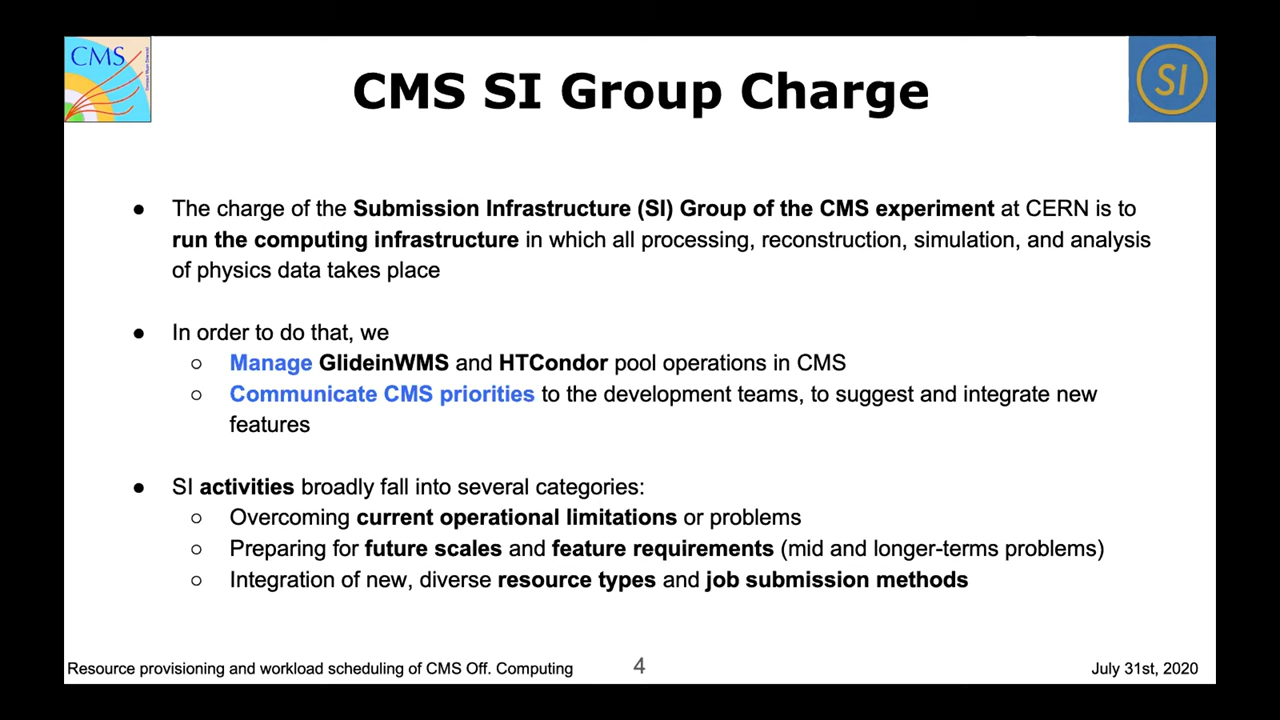 CMS
SI
CMS SI Group Charge
● The charge of the Submission Infrastructure (SI) Group of the CMS experiment at CERN is to
run the computing infrastructure in which all processing, reconstruction, simulation, and analysis
of physics data takes place
● In order to do that, we
○ Manage GlideinWMS and HTCondor pool operations in CMS
○ Communicate CMS priorities to the development teams, to suggest and integrate new
features
● SI activities broadly fall into several categories:
○ Overcoming current operational limitations or problems
○ Preparing for future scales and feature requirements (mid and longer-terms problems)
○ Integration of new, diverse resource types and job submission methods
Resource provisioning and workload scheduling of CMS Off. Computing
4
July 31st, 2020